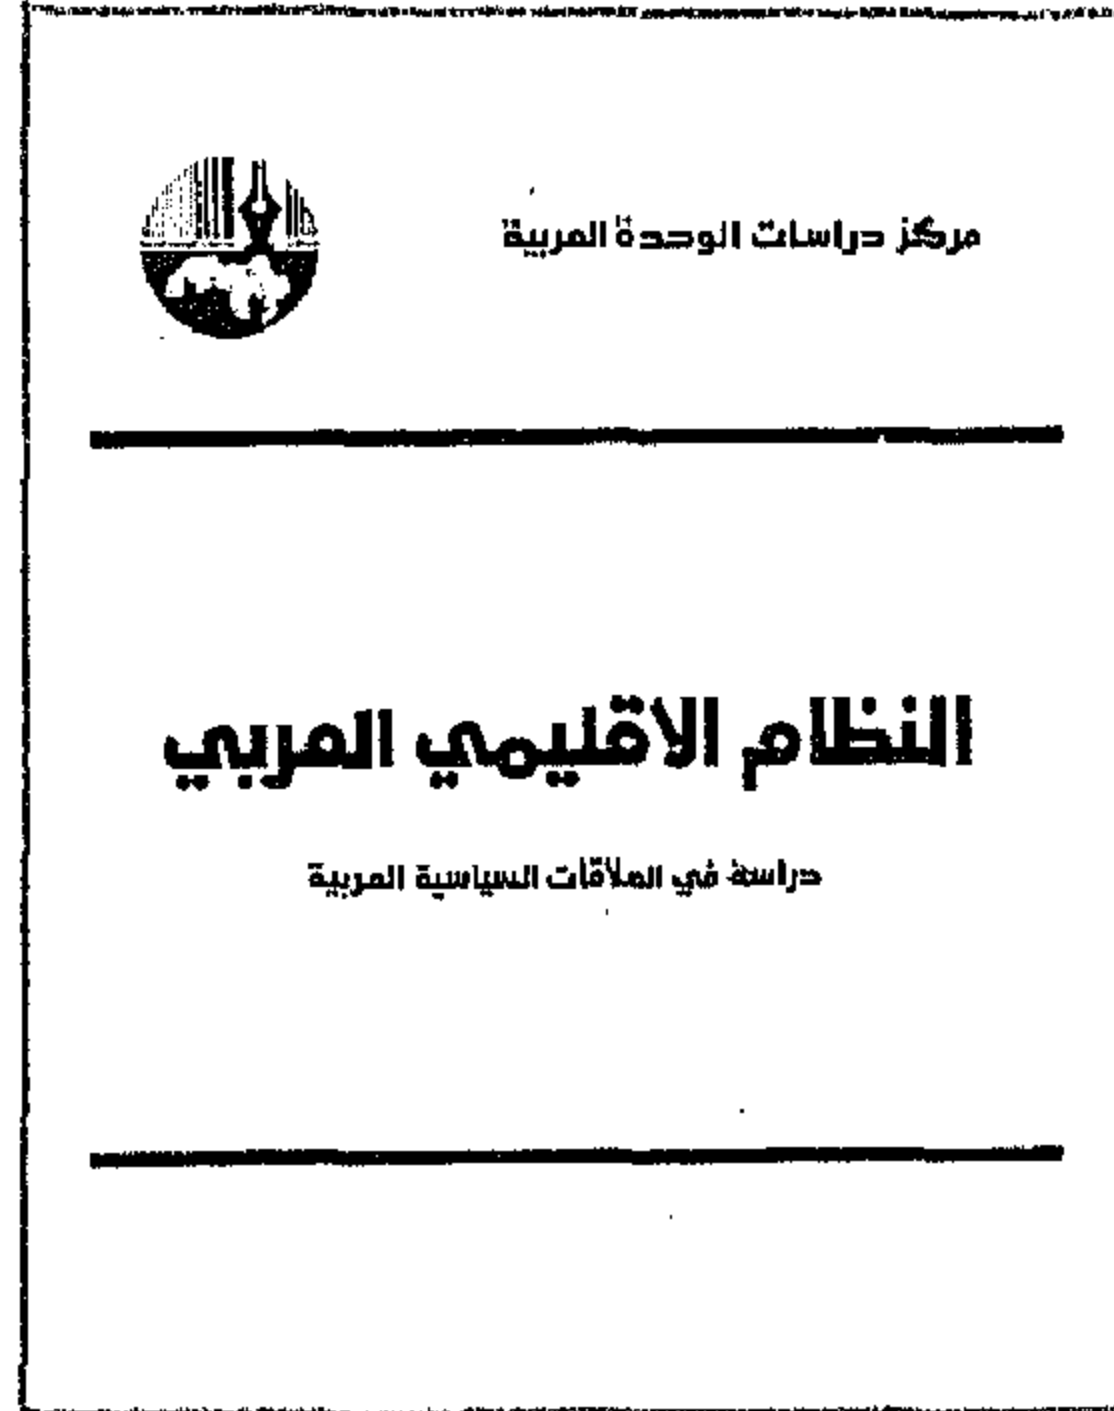 مركز دراسات الوحدة العربية
النظام الاقليمي العربي
دراسة في العلاقات السياسية العربية